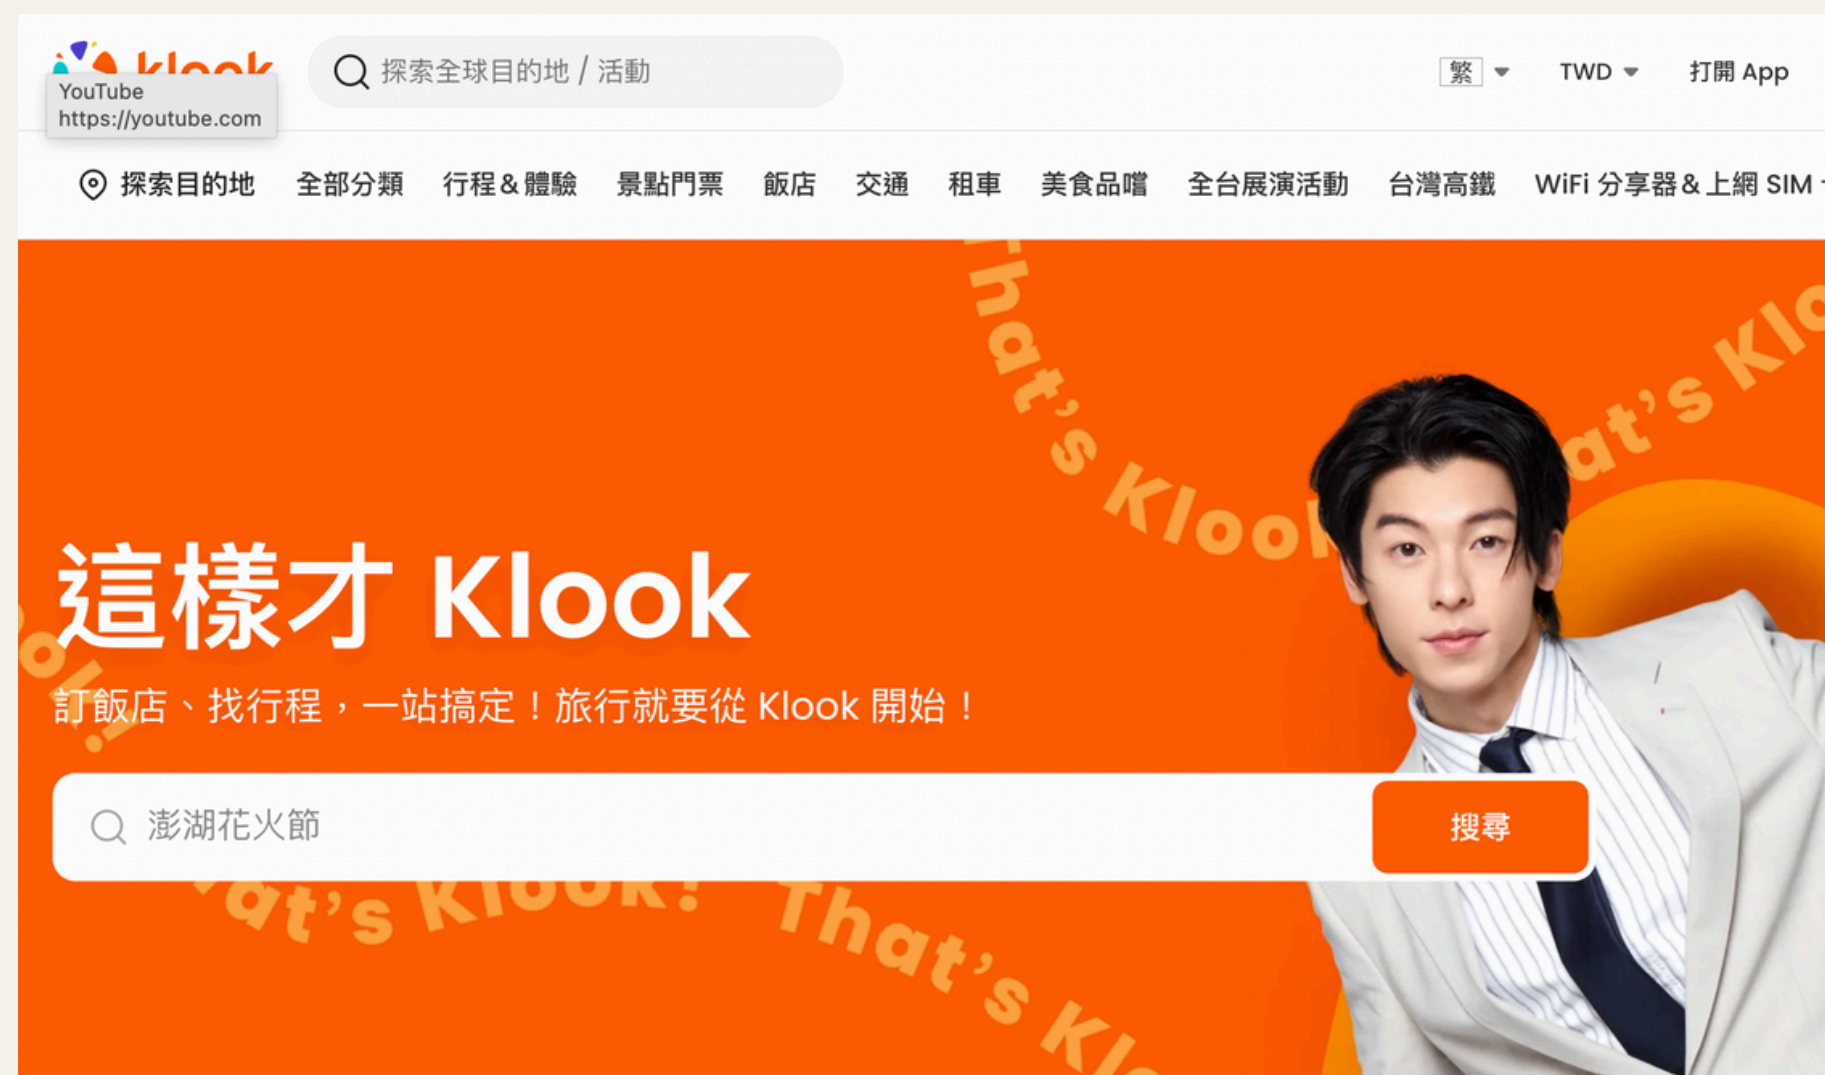 klook
探索全球目的地 / 活動
繁
TWD
打開 App
YouTube
https://youtube.com
探索目的地
全部分類
行程＆體驗
景點門票
飯店
交通
租車
美食品嚐
全台展演活動
台灣高鐵
WiFi 分享器＆上網 SIM
That's Klook
at's Klo
這樣才 Klook
ook!
訂飯店、找行程，一站搞定！旅行就要從 Klook 開始！
澎湖花火節
搜尋
hat's Klook! That's Klo